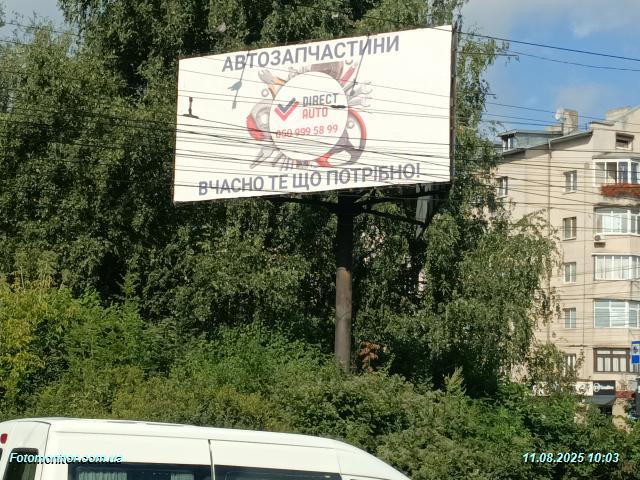 АВТОЗАПЧАСТИНИ
DIRECT
AUTO
050 999 58 99
ВЧАСНО ТЕ ЩО ПОТРІБНО!
Fotomonitor.com.ua
11.08.2025 10:03